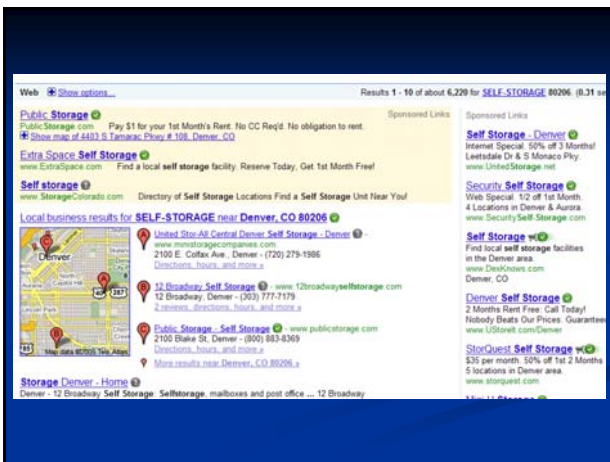 Web Show options... Results 1 - 10 of about 6,220 for SELF-STORAGE 80206. (0.31 se
Public Storage Sponsored Links
PublicStorage.com Pay $1 for your 1st Month's Rent. No CC Req'd. No obligation to rent.
Show map of 4403 S Tamarac Pkwy # 108, Denver, CO
Extra Space Self Storage
www.ExtraSpace.com Find a local self storage facility. Reserve Today, Get 1st Month Free!
Self storage
www.StorageColorado.com Directory of Self Storage Locations Find a Self Storage Unit Near You!
Local business results for SELF-STORAGE near Denver, CO 80206
Denver
A
B
C
Map data ©2009 Tele Atlas
A United Stor-All Central Denver Self Storage - Denver -
www.ministoragecompanies.com
2100 E. Colfax Ave., Denver - (720) 279-1986
Directions, hours, and more »
B 12 Broadway Self Storage - www.12broadwayselfstorage.com
12 Broadway, Denver - (303) 777-7179
2 reviews, directions, hours, and more »
C Public Storage - Self Storage - www.publicstorage.com
2100 Blake St, Denver - (800) 883-8369
Directions, hours, and more »
More results near Denver, CO 80206 »
Storage Denver - Home
Denver - 12 Broadway Self Storage: Selfstorage, mailboxes and post office ... 12 Broadway
Sponsored Links
Self Storage - Denver
Internet Special. 50% off 3 Months!
Leetsdale Dr & S Monaco Pky.
www.UnitedStorage.net
Security Self Storage
Web Special. 1/2 off 1st Month.
4 Locations in Denver & Aurora.
www.SecuritySelf-Storage.com
Self Storage
Find local self storage facilities
in the Denver area.
www.DexKnows.com
Denver, CO
Denver Self Storage
2 Months Rent Free: Call Today!
Nobody Beats Our Prices. Guarantee
www.UStoreIt.com/Denver
StorQuest Self Storage
$35 per month. 50% off 1st 2 Months
5 locations in Denver area.
www.storquest.com